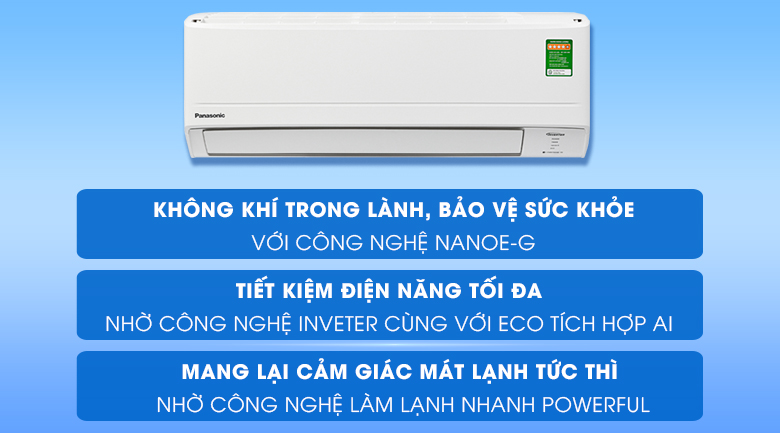 Panasonic
Inverter
KHÔNG KHÍ TRONG LÀNH, BẢO VỆ SỨC KHỎE
VỚI CÔNG NGHỆ NANOE-G
TIẾT KIỆM ĐIỆN NĂNG TỐI ĐA
NHỜ CÔNG NGHỆ INVETER CÙNG VỚI ECO TÍCH HỢP AI
MANG LẠI CẢM GIÁC MÁT LẠNH TỨC THÌ
NHỜ CÔNG NGHỆ LÀM LẠNH NHANH POWERFUL